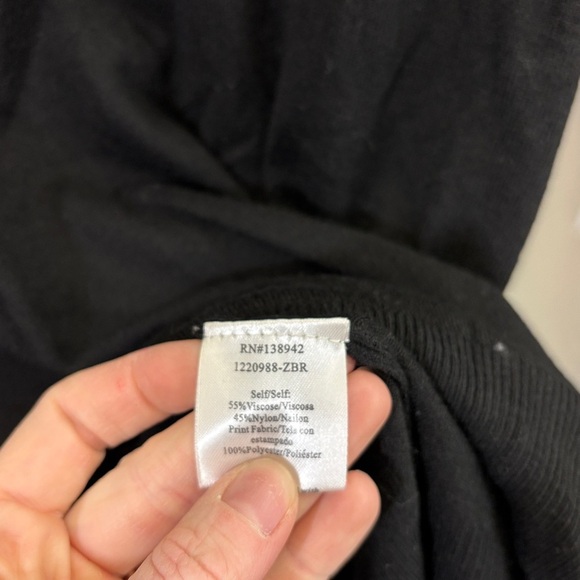 RN#138942
1220988-ZBR
Self/Self:
55%Viscose/Viscosa
45%Nylon/Nailon
Print Fabric/Tela con
estampado
100%Polyester/Poliéster